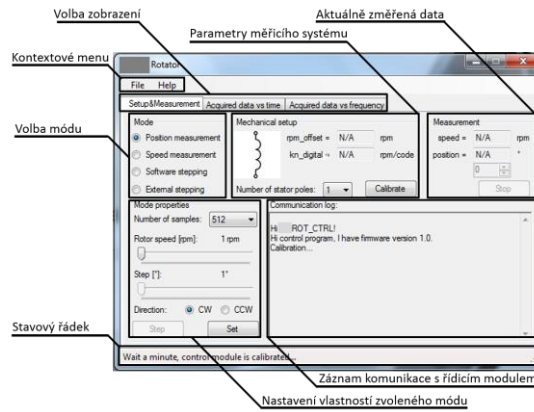 Volba zobrazení
Aktuálně změřená data
Parametry měřicího systému
Kontextové menu
Rotator
File Help
Setup&Measurement Acquired data vs time Acquired data vs frequency
Volba módu
Mode
Position measurement
Speed measurement
Software stepping
External stepping
Mechanical setup
rpm_offset = N/A rpm
kn_digital = N/A rpm/code
Number of stator poles: 1 Calibrate
Measurement
speed = N/A rpm
position = N/A °
0
Stop
Mode properties
Number of samples: 512
Rotor speed [rpm]: 1 rpm
Step [°]: 1°
Direction: CW CCW
Step Set
Communication log:
Hi ROT_CTRL!
Hi control program, I have firmware version 1.0.
Calibration...
Stavový řádek
Wait a minute, control module is calibrated...
Záznam komunikace s řídicím modulem
Nastavení vlastností zvoleného módu